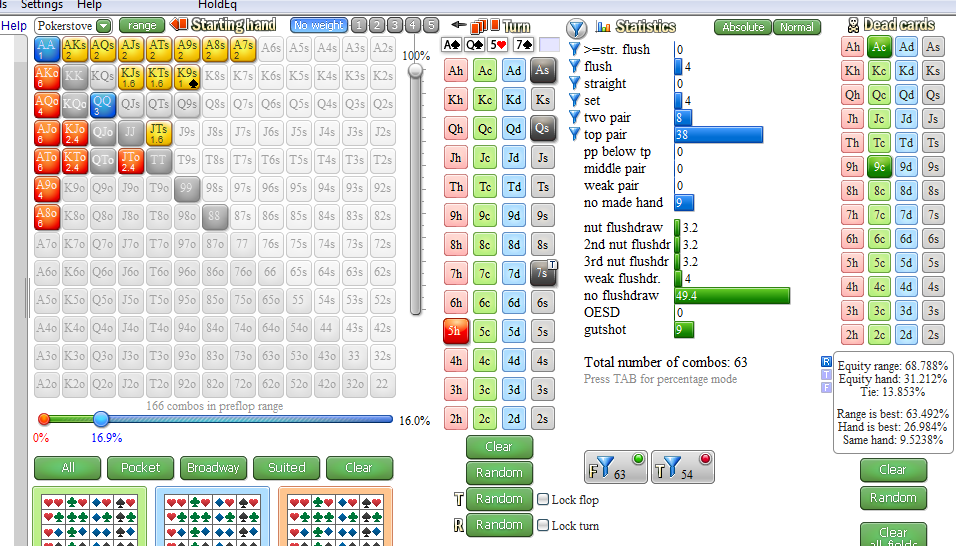 ls Settings Help HoldEq
Help Pokerstove range Starting hand No weight 1 2 3 4 5 Turn Statistics Absolute Normal Dead cards
AA 1 AKs 2 AQs 2 AJs 2 ATs 2 A9s 2 A8s 2 A7s 2 A6s A5s A4s A3s A2s
AKo 6 KK KQs KJs 1.6 KTs 1.6 K9s 1 K8s K7s K6s K5s K4s K3s K2s
AQo 4 KQo QQ 3 QJs QTs Q9s Q8s Q7s Q6s Q5s Q4s Q3s Q2s
AJo 6 KJo 2.4 QJo JJ JTs 1.6 J9s J8s J7s J6s J5s J4s J3s J2s
ATo 6 KTo 2.4 QTo JTo 2.4 TT T9s T8s T7s T6s T5s T4s T3s T2s
A9o 4 K9o Q9o J9o T9o 99 98s 97s 96s 95s 94s 93s 92s
A8o 6 K8o Q8o J8o T8o 98o 88 87s 86s 85s 84s 83s 82s
A7o K7o Q7o J7o T7o 97o 87o 77 76s 75s 74s 73s 72s
A6o K6o Q6o J6o T6o 96o 86o 76o 66 65s 64s 63s 62s
A5o K5o Q5o J5o T5o 95o 85o 75o 65o 55 54s 53s 52s
A4o K4o Q4o J4o T4o 94o 84o 74o 64o 54o 44 43s 42s
A3o K3o Q3o J3o T3o 93o 83o 73o 63o 53o 43o 33 32s
A2o K2o Q2o J2o T2o 92o 82o 72o 62o 52o 42o 32o 22
166 combos in preflop range
16.0%
0% 16.9%
All Pocket Broadway Suited Clear
100%
A♠ Q♠ 5♥ 7♠
Ah Ac Ad As
Kh Kc Kd Ks
Qh Qc Qd Qs
Jh Jc Jd Js
Th Tc Td Ts
9h 9c 9d 9s
8h 8c 8d 8s
7h 7c 7d 7s T
6h 6c 6d 6s
5h 5c 5d 5s
4h 4c 4d 4s
3h 3c 3d 3s
2h 2c 2d 2s
Clear
Random
T Random Lock flop
R Random Lock turn
>=str. flush 0
flush 4
straight 0
set 4
two pair 8
top pair 38
pp below tp 0
middle pair 0
weak pair 0
no made hand 9
nut flushdraw 3.2
2nd nut flushdr 3.2
3rd nut flushdr 3.2
weak flushdr. 4
no flushdraw 49.4
OESD 0
gutshot 9
Total number of combos: 63
Press TAB for percentage mode
F 63 T 54
Ah Ac Ad As
Kh Kc Kd Ks
Qh Qc Qd Qs
Jh Jc Jd Js
Th Tc Td Ts
9h 9c 9d 9s
8h 8c 8d 8s
7h 7c 7d 7s
6h 6c 6d 6s
5h 5c 5d 5s
4h 4c 4d 4s
3h 3c 3d 3s
2h 2c 2d 2s
R
T
F
Equity range: 68.788%
Equity hand: 31.212%
Tie: 13.853%
Range is best: 63.492%
Hand is best: 26.984%
Same hand: 9.5238%
Clear
Random
Clear
all fields